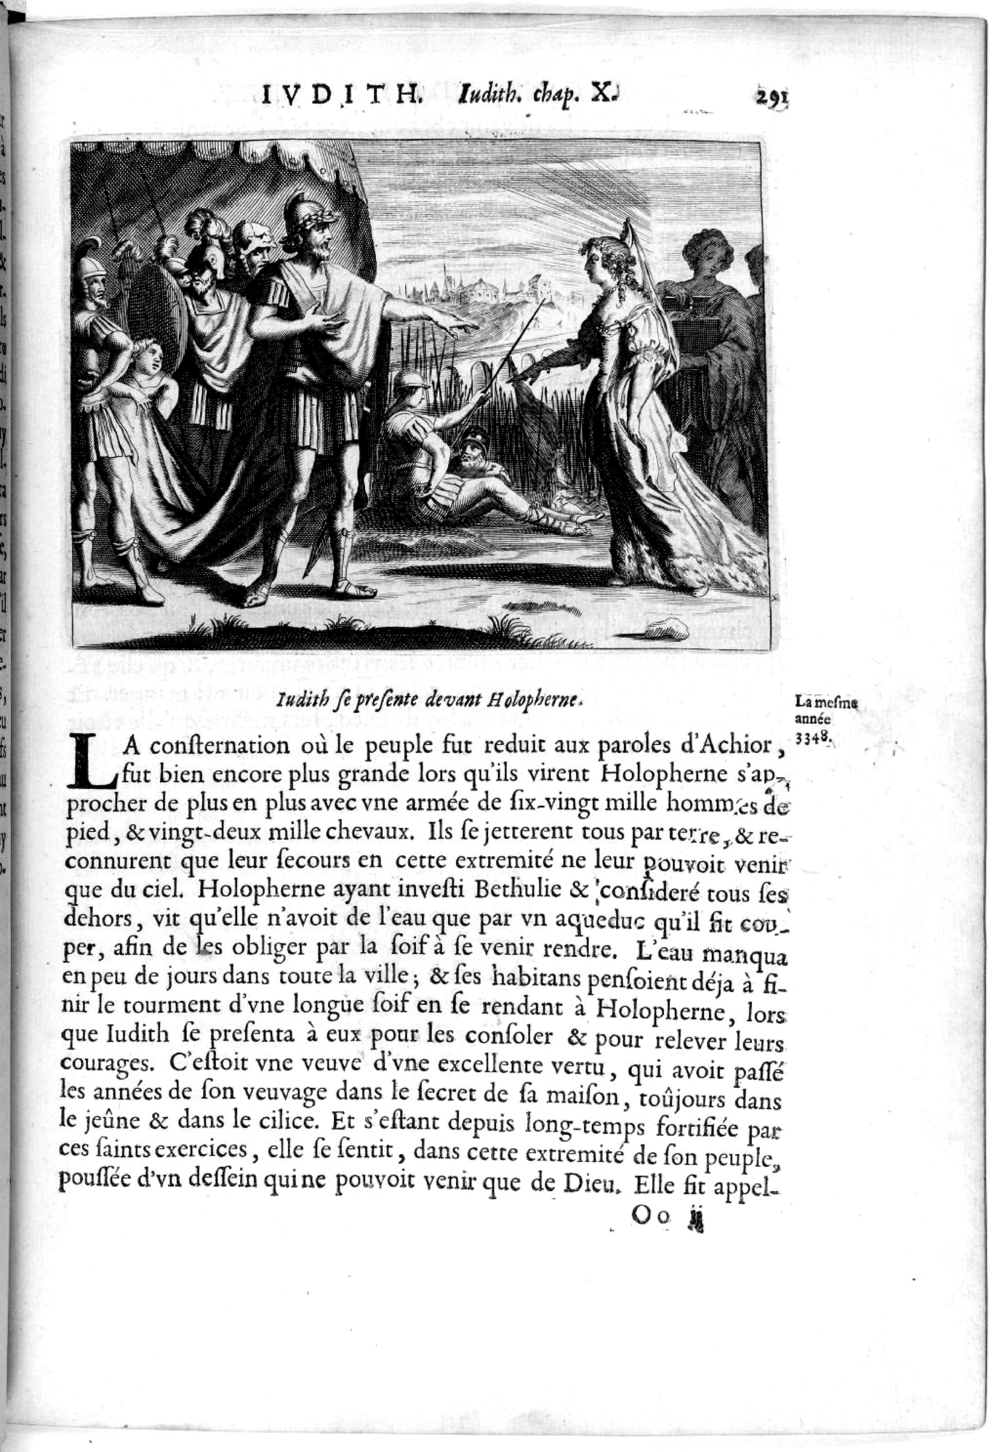 IVDITH. Iudith. chap. X. 291
Iudith ſe preſente devant Holopherne.
La meſme
année
3348.
LA conſternation où le peuple fut reduit aux paroles d'Achior,
fut bien encore plus grande lors qu'ils virent Holopherne s'ap-
procher de plus en plus avec vne armée de ſix-vingt mille hommes de
pied, & vingt-deux mille chevaux. Ils ſe jetterent tous par terre, & re-
connurent que leur ſecours en cette extremité ne leur pouvoit venir
que du ciel. Holopherne ayant inveſti Bethulie & conſideré tous ſes
dehors, vit qu'elle n'avoit de l'eau que par vn aqueduc qu'il fit cou-
per, afin de les obliger par la ſoif à ſe venir rendre. L'eau manqua
en peu de jours dans toute la ville; & ſes habitans penſoient déja à fi-
nir le tourment d'vne longue ſoif en ſe rendant à Holopherne, lors
que Iudith ſe preſenta à eux pour les conſoler & pour relever leurs
courages. C'eſtoit vne veuve d'vne excellente vertu, qui avoit paſſé
les années de ſon veuvage dans le ſecret de ſa maiſon, toûjours dans
le jeûne & dans le cilice. Et s'eſtant depuis long-temps fortifiée par
ces ſaints exercices, elle ſe ſentit, dans cette extremité de ſon peuple,
pouſſée d'vn deſſein qui ne pouvoit venir que de Dieu. Elle fit appel-
Oo ij